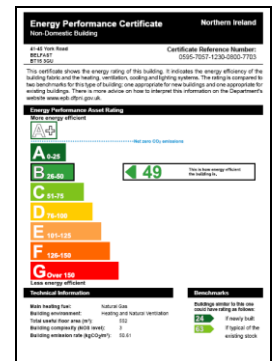 Energy Performance Certificate
Northern Ireland
Non-Domestic Building
41-45 York Road
BELFAST
BT15 3GU
Certificate Reference Number:
0595-7057-1230-0800-7703
This certificate shows the energy rating of this building. It indicates the energy efficiency of the
building fabric and the heating, ventilation, cooling and lighting systems. The rating is compared to
two benchmarks for this type of building: one appropriate for new buildings and one appropriate for
existing buildings. There is more advice on how to interpret this information on the Department's
website www.epb.dfpni.gov.uk.
Energy Performance Asset Rating
More energy efficient
A+
Net zero CO₂ emissions
A 0-25
B 26-50
49
This is how energy efficient
the building is.
C 51-75
D 76-100
E 101-125
F 126-150
G Over 150
Less energy efficient
Technical Information
Main heating fuel: Natural Gas
Building environment: Heating and Natural Ventilation
Total useful floor area (m²):
Building complexity (NOS level): 3
Building emission rate (kgCO₂/m²):
Benchmarks
Buildings similar to this one
could have rating as follows:
24 If newly built
63 If typical of the
existing stock